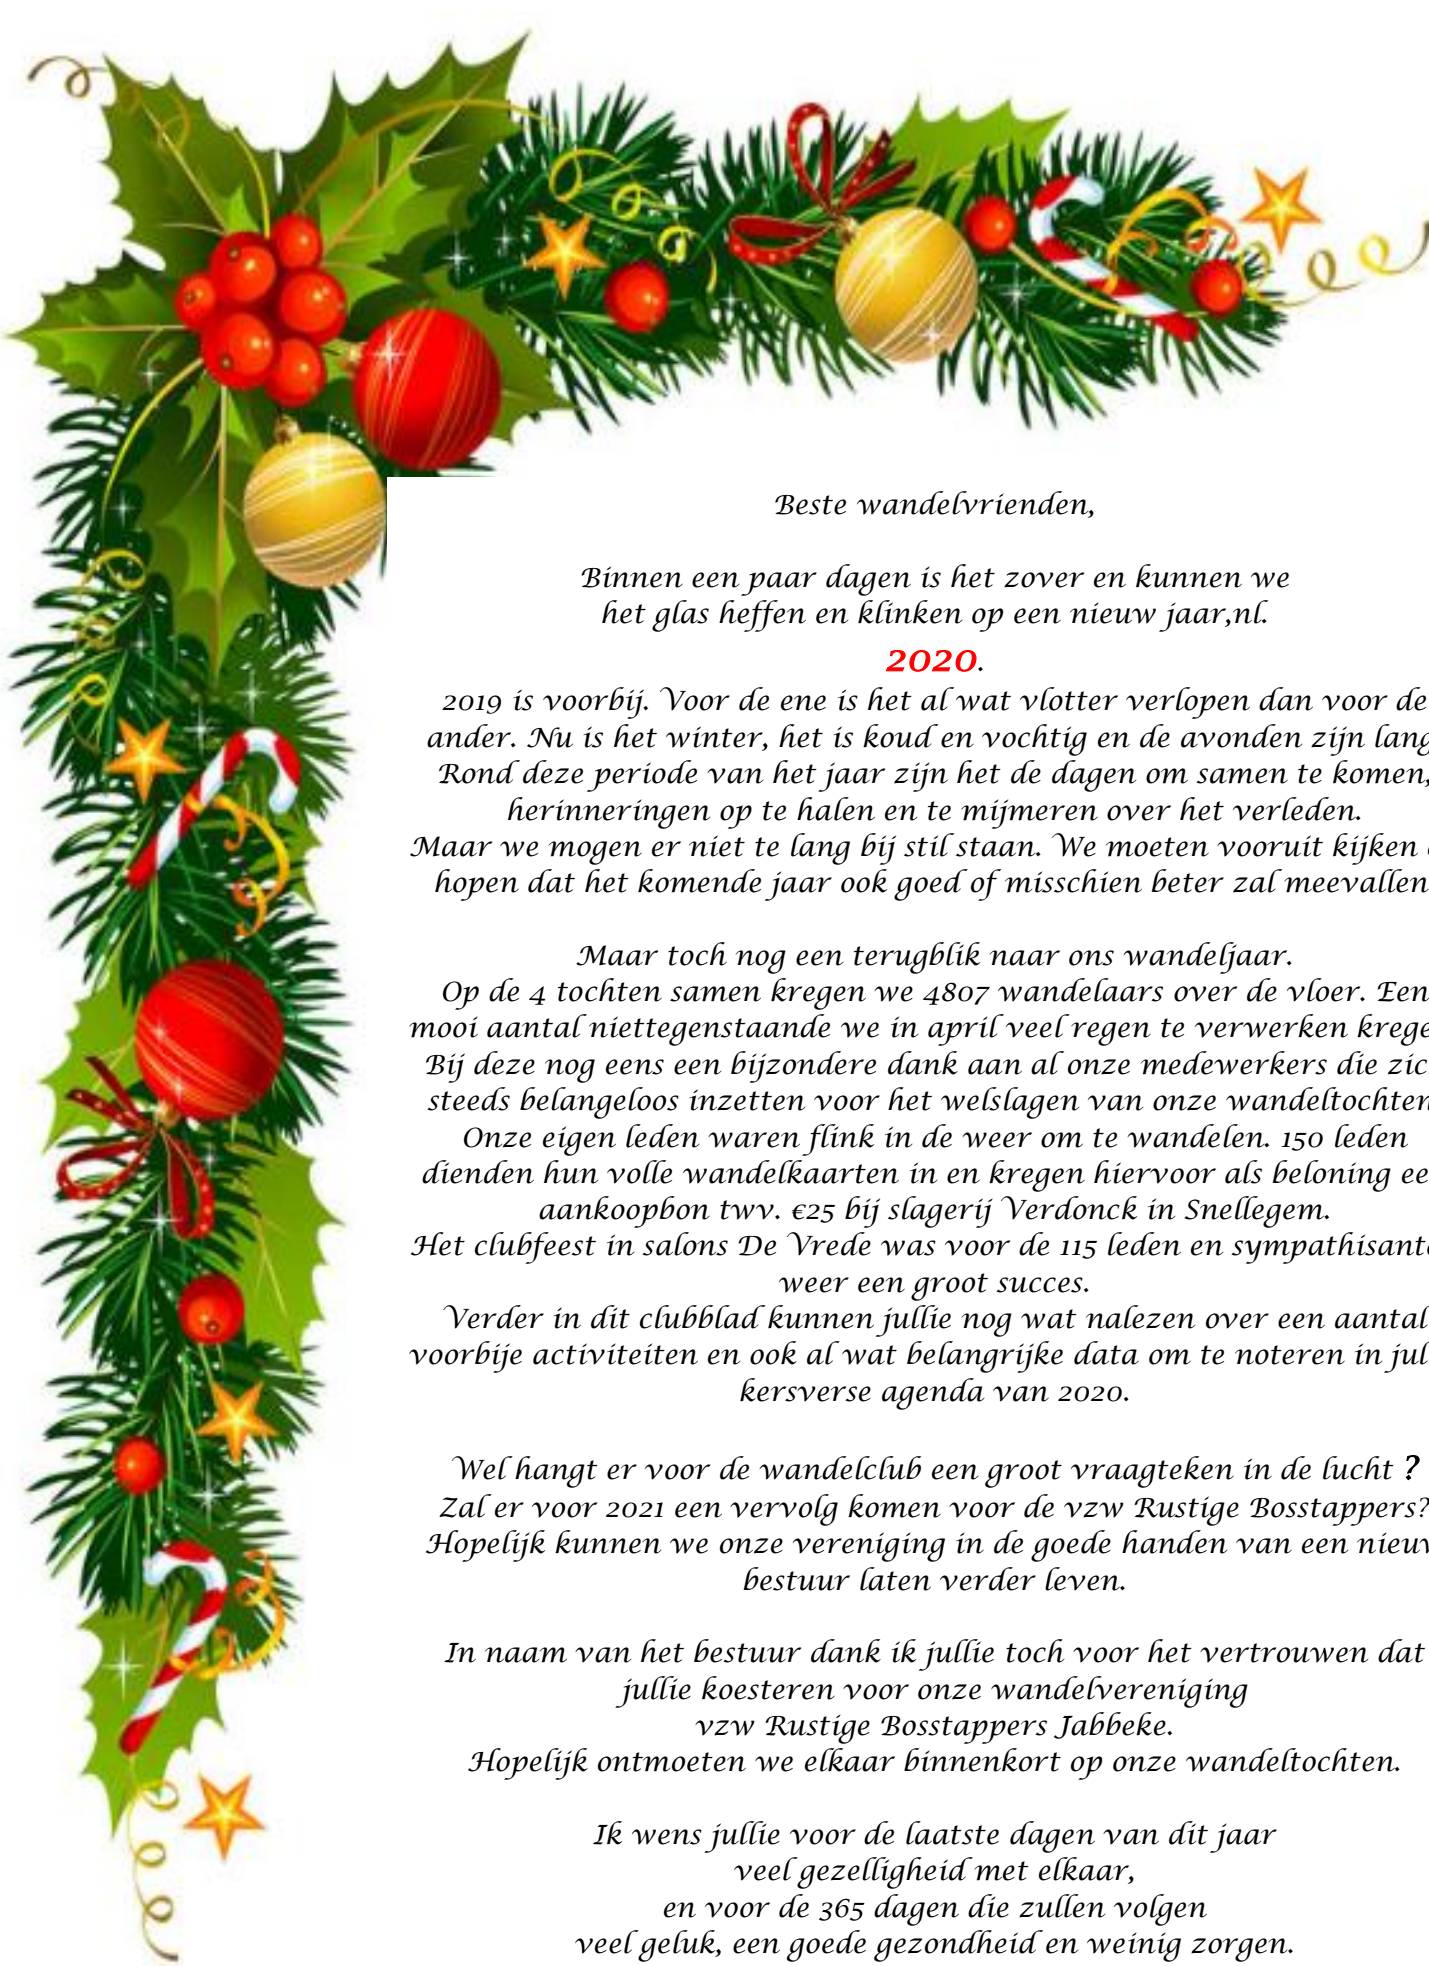 Beste wandelvrienden,
Binnen een paar dagen is het zover en kunnen we
het glas heffen en klinken op een nieuw jaar,nl.
2020.
2019 is voorbij. Voor de ene is het al wat vlotter verlopen dan voor de
ander. Nu is het winter, het is koud en vochtig en de avonden zijn lang
Rond deze periode van het jaar zijn het de dagen om samen te komen,
herinneringen op te halen en te mijmeren over het verleden.
Maar we mogen er niet te lang bij stil staan. We moeten vooruit kijken
hopen dat het komende jaar ook goed of misschien beter zal meevallen
Maar toch nog een terugblik naar ons wandeljaar.
Op de 4 tochten samen kregen we 4807 wandelaars over de vloer. Een
mooi aantal niettegenstaande we in april veel regen te verwerken krege
Bij deze nog eens een bijzondere dank aan al onze medewerkers die zic
steeds belangeloos inzetten voor het welslagen van onze wandeltochten
Onze eigen leden waren flink in de weer om te wandelen. 150 leden
dienden hun volle wandelkaarten in en kregen hiervoor als beloning ee
aankoopbon twv. €25 bij slagerij Verdonck in Snellegem.
Het clubfeest in salons De Vrede was voor de 115 leden en sympathisant
weer een groot succes.
Verder in dit clubblad kunnen jullie nog wat nalezen over een aantal
voorbije activiteiten en ook al wat belangrijke data om te noteren in jul
kersverse agenda van 2020.
Wel hangt er voor de wandelclub een groot vraagteken in de lucht ?
Zal er voor 2021 een vervolg komen voor de vzw Rustige Bosstappers?
Hopelijk kunnen we onze vereniging in de goede handen van een nieuw
bestuur laten verder leven.
In naam van het bestuur dank ik jullie toch voor het vertrouwen dat
jullie koesteren voor onze wandelvereniging
vzw Rustige Bosstappers Jabbeke.
Hopelijk ontmoeten we elkaar binnenkort op onze wandeltochten.
Ik wens jullie voor de laatste dagen van dit jaar
veel gezelligheid met elkaar,
en voor de 365 dagen die zullen volgen
veel geluk, een goede gezondheid en weinig zorgen.